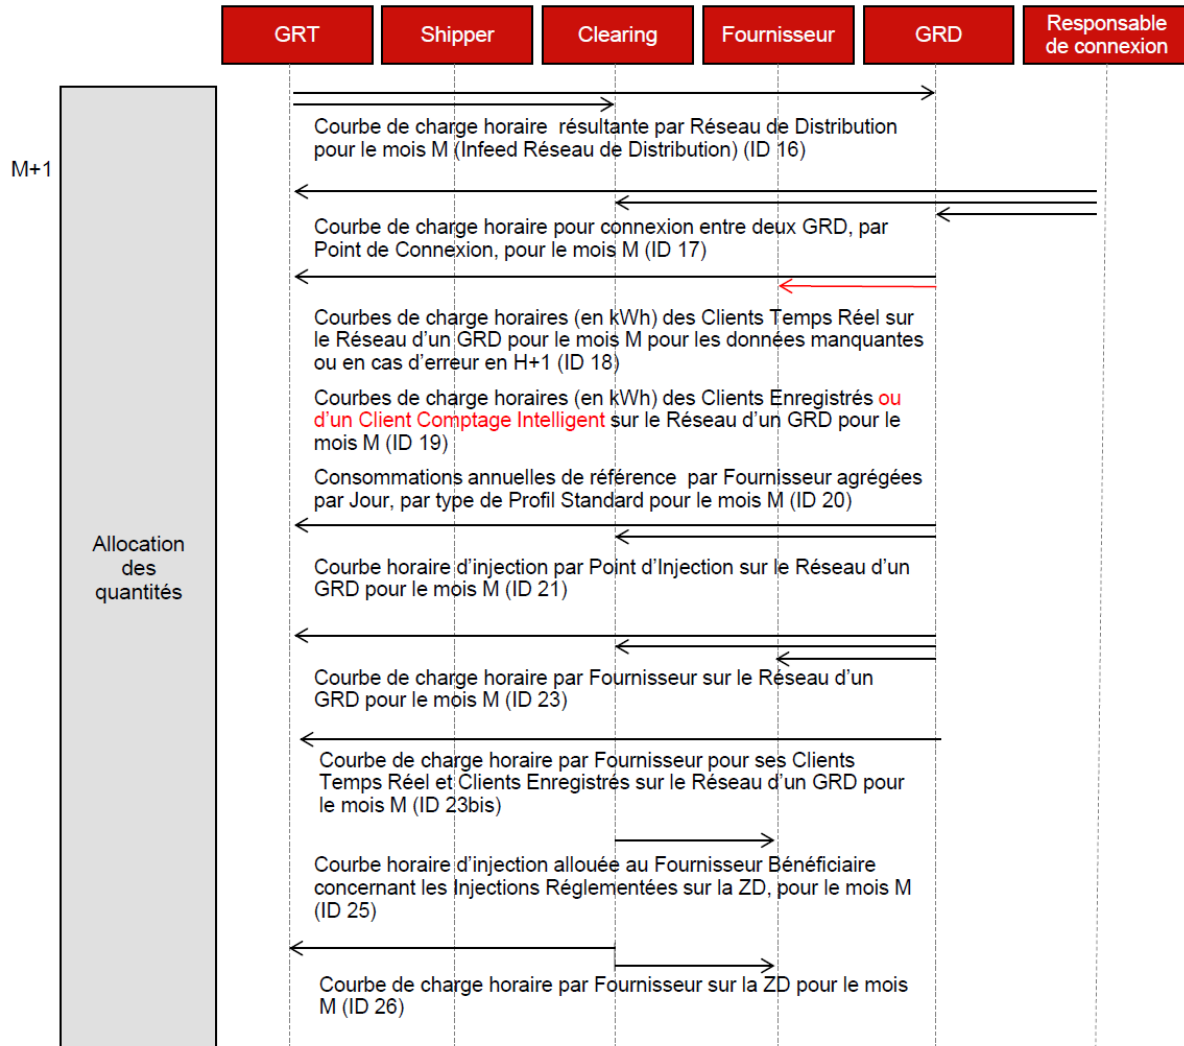 GRT
Shipper
Clearing
Fournisseur
GRD
Responsable
de connexion
M+1
Allocation
des
quantités
Courbe de charge horaire résultante par Réseau de Distribution
pour le mois M (Infeed Réseau de Distribution) (ID 16)
Courbe de charge horaire pour connexion entre deux GRD, par
Point de Connexion, pour le mois M (ID 17)
Courbes de charge horaires (en kWh) des Clients Temps Réel sur
le Réseau d'un GRD pour le mois M pour les données manquantes
ou en cas d'erreur en H+1 (ID 18)
Courbes de charge horaires (en kWh) des Clients Enregistrés ou
d'un Client Comptage Intelligent sur le Réseau d'un GRD pour le
mois M (ID 19)
Consommations annuelles de référence par Fournisseur agrégées
par Jour, par type de Profil Standard pour le mois M (ID 20)
Courbe horaire d'injection par Point d'Injection sur le Réseau d'un
GRD pour le mois M (ID 21)
Courbe de charge horaire par Fournisseur sur le Réseau d'un
GRD pour le mois M (ID 23)
Courbe de charge horaire par Fournisseur pour ses Clients
Temps Réel et Clients Enregistrés sur le Réseau d'un GRD pour
le mois M (ID 23bis)
Courbe horaire d'injection allouée au Fournisseur Bénéficiaire
concernant les Injections Réglementées sur la ZD, pour le mois M
(ID 25)
Courbe de charge horaire par Fournisseur sur la ZD pour le mois
M (ID 26)